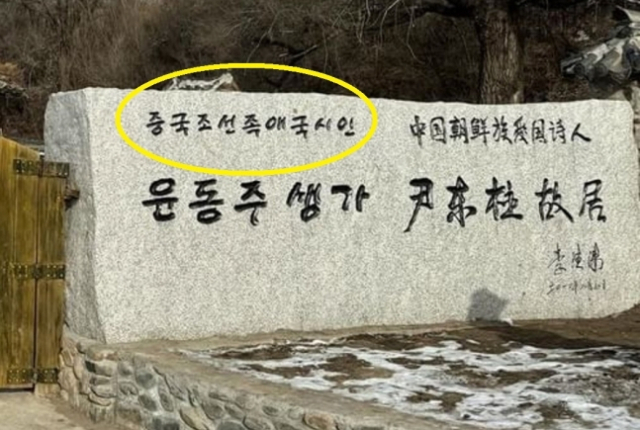 중국조선족애국시인 中国朝鲜族爱国诗人
윤동주 생가 尹東柱故居